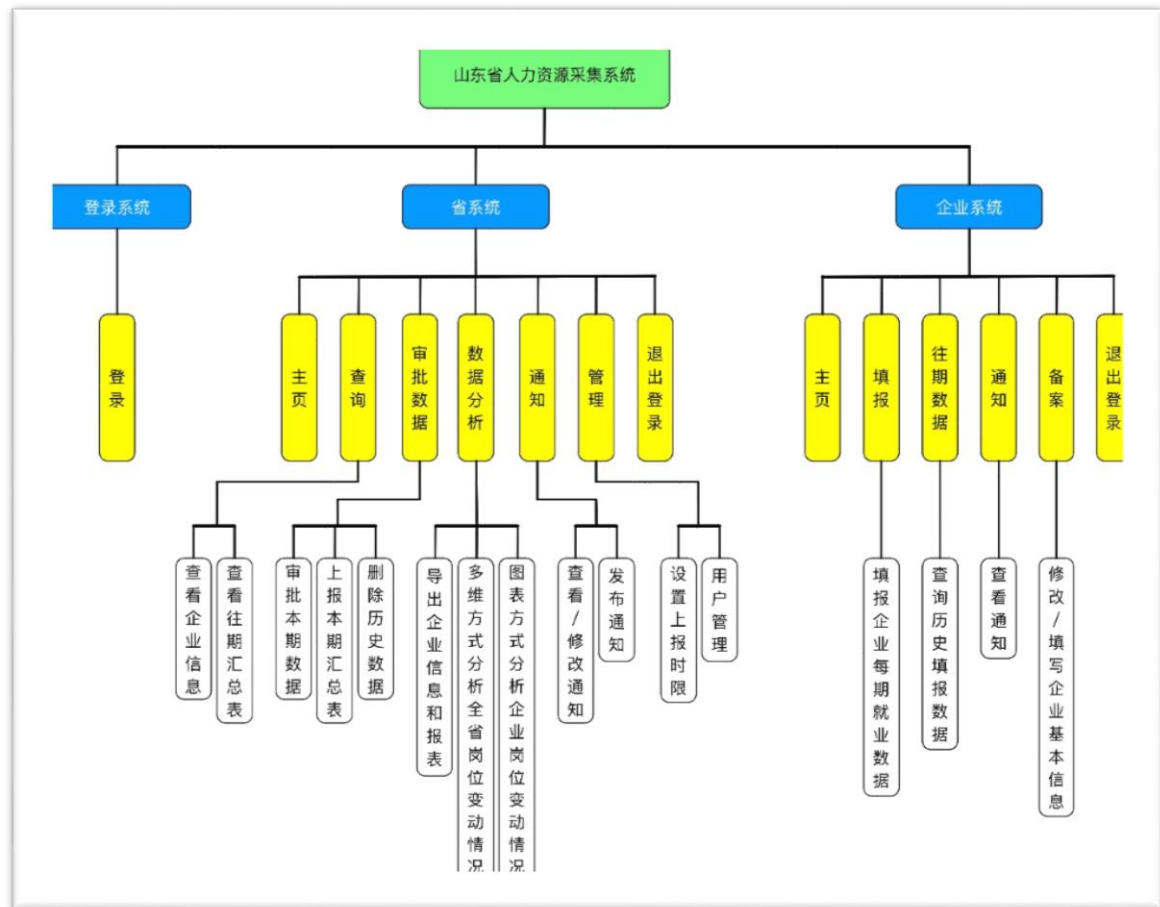 山东省人力资源采集系统
登录系统
省系统
企业系统
登录
主页
查询
审批数据
数据分析
通知
管理
退出登录
主页
填报
往期数据
通知
备案
退出登录
查看企业信息
查看往期汇总表
审批本期数据
上报本期汇总表
删除历史数据
导出企业信息和报表
多维方式分析全省岗位变动情况
图表方式分析企业岗位变动情况
查看/修改通知
发布通知
设置上报时限
用户管理
填报企业每期就业数据
查询历史填报数据
查看通知
修改/填写企业基本信息